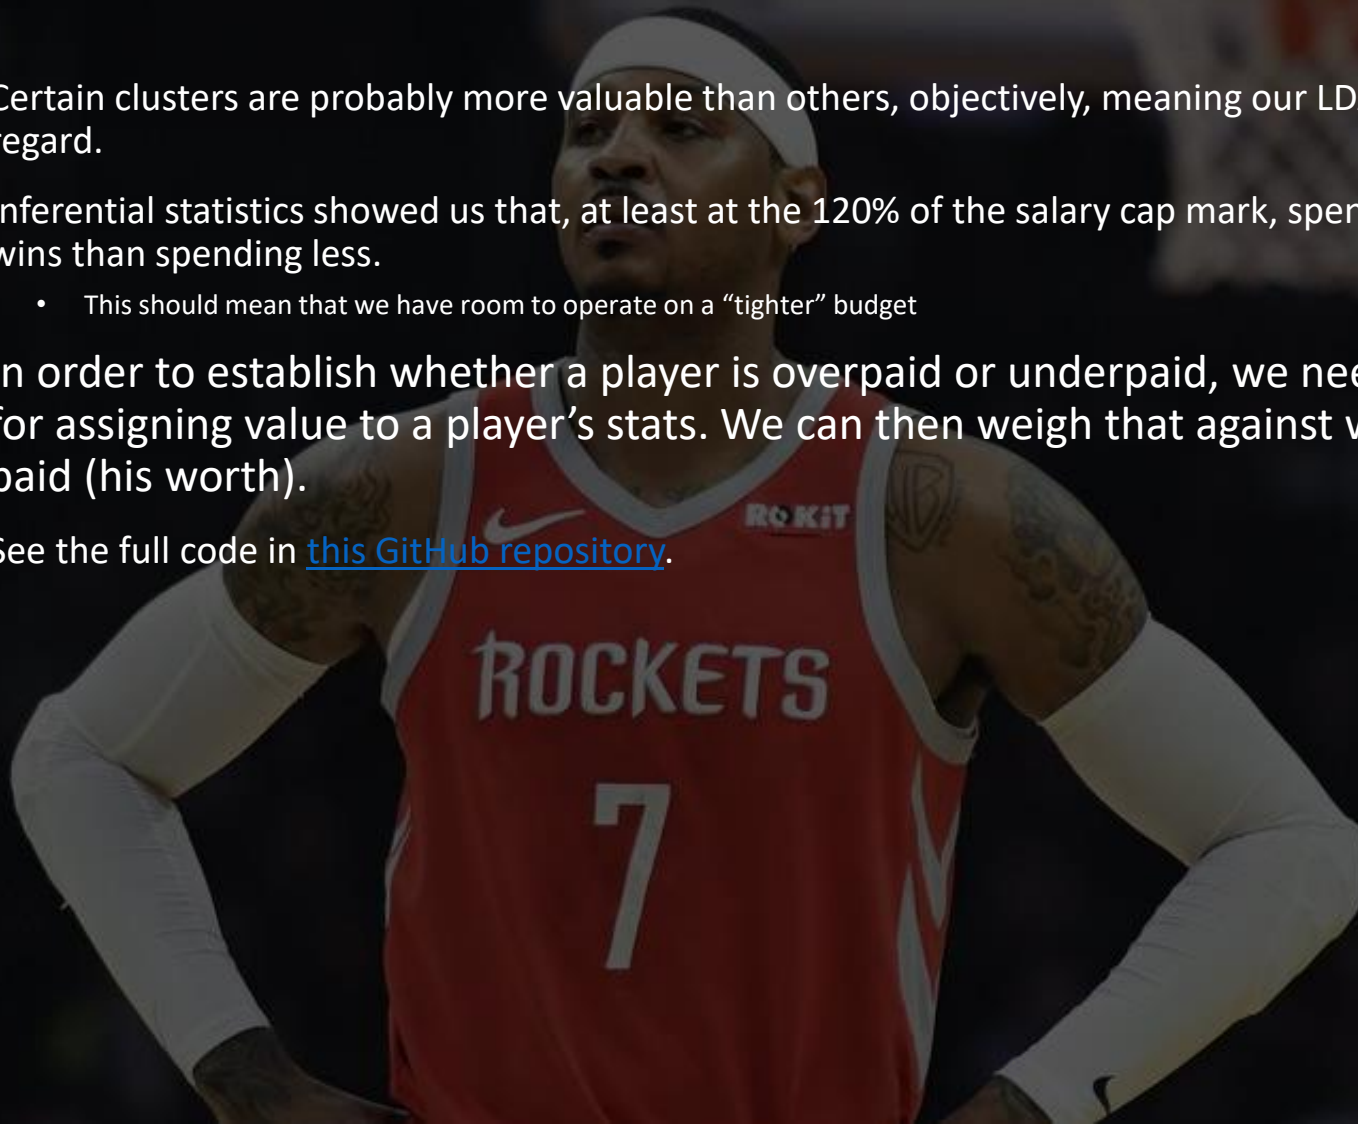 Certain clusters are probably more valuable than others, objectively, meaning our LD
regard.
Inferential statistics showed us that, at least at the 120% of the salary cap mark, spen
wins than spending less.
• This should mean that we have room to operate on a “tighter” budget
In order to establish whether a player is overpaid or underpaid, we nee
for assigning value to a player’s stats. We can then weigh that against w
paid (his worth).
See the full code in this GitHub repository.
ROKiT
ROCKETS
7